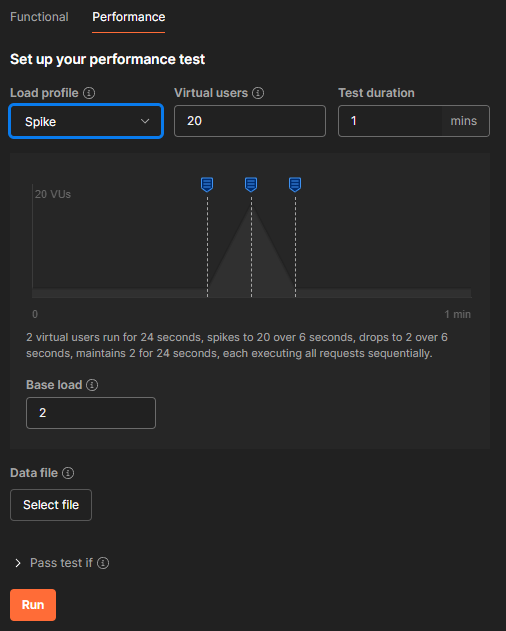 Functional Performance
Set up your performance test
Load profile Virtual users Test duration
Spike 20 1 mins
20 VUs
0 1 min
2 virtual users run for 24 seconds, spikes to 20 over 6 seconds, drops to 2 over 6
seconds, maintains 2 for 24 seconds, each executing all requests sequentially.
Base load
2
Data file
Select file
Pass test if
Run